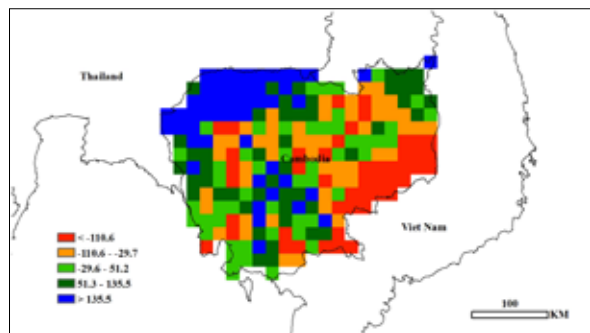 Thailand
Cambodia
Viet Nam
< -110.6
-110.6 - -29.7
-29.6 - 51.2
51.3 - 135.5
> 135.5
100
KM